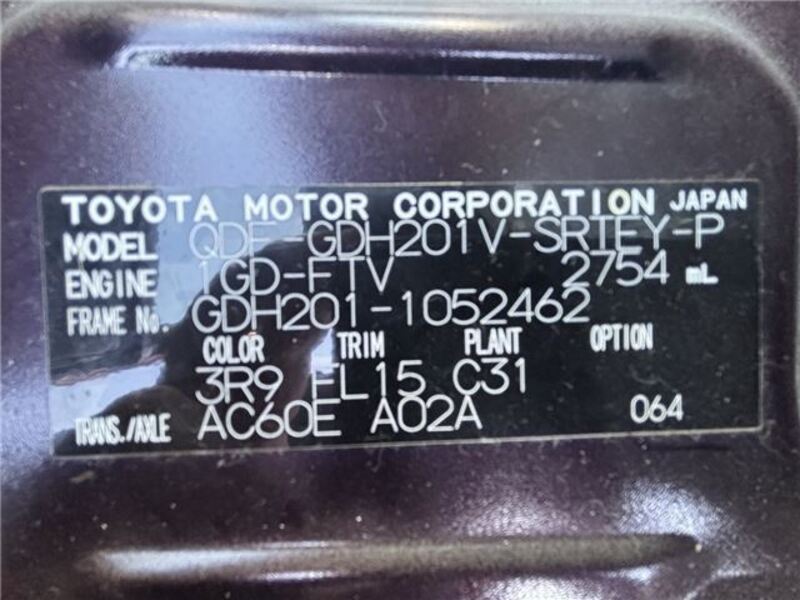 TOYOTA MOTOR CORPORATION JAPAN
MODEL QDF-GDH201V-SRTEY-P
ENGINE 1GD-FTV 2754 mL
FRAME No. GDH201-1052462
COLOR TRIM PLANT OPTION
3R9 FL15 C31
TRANS./AXLE AC60E A02A 064